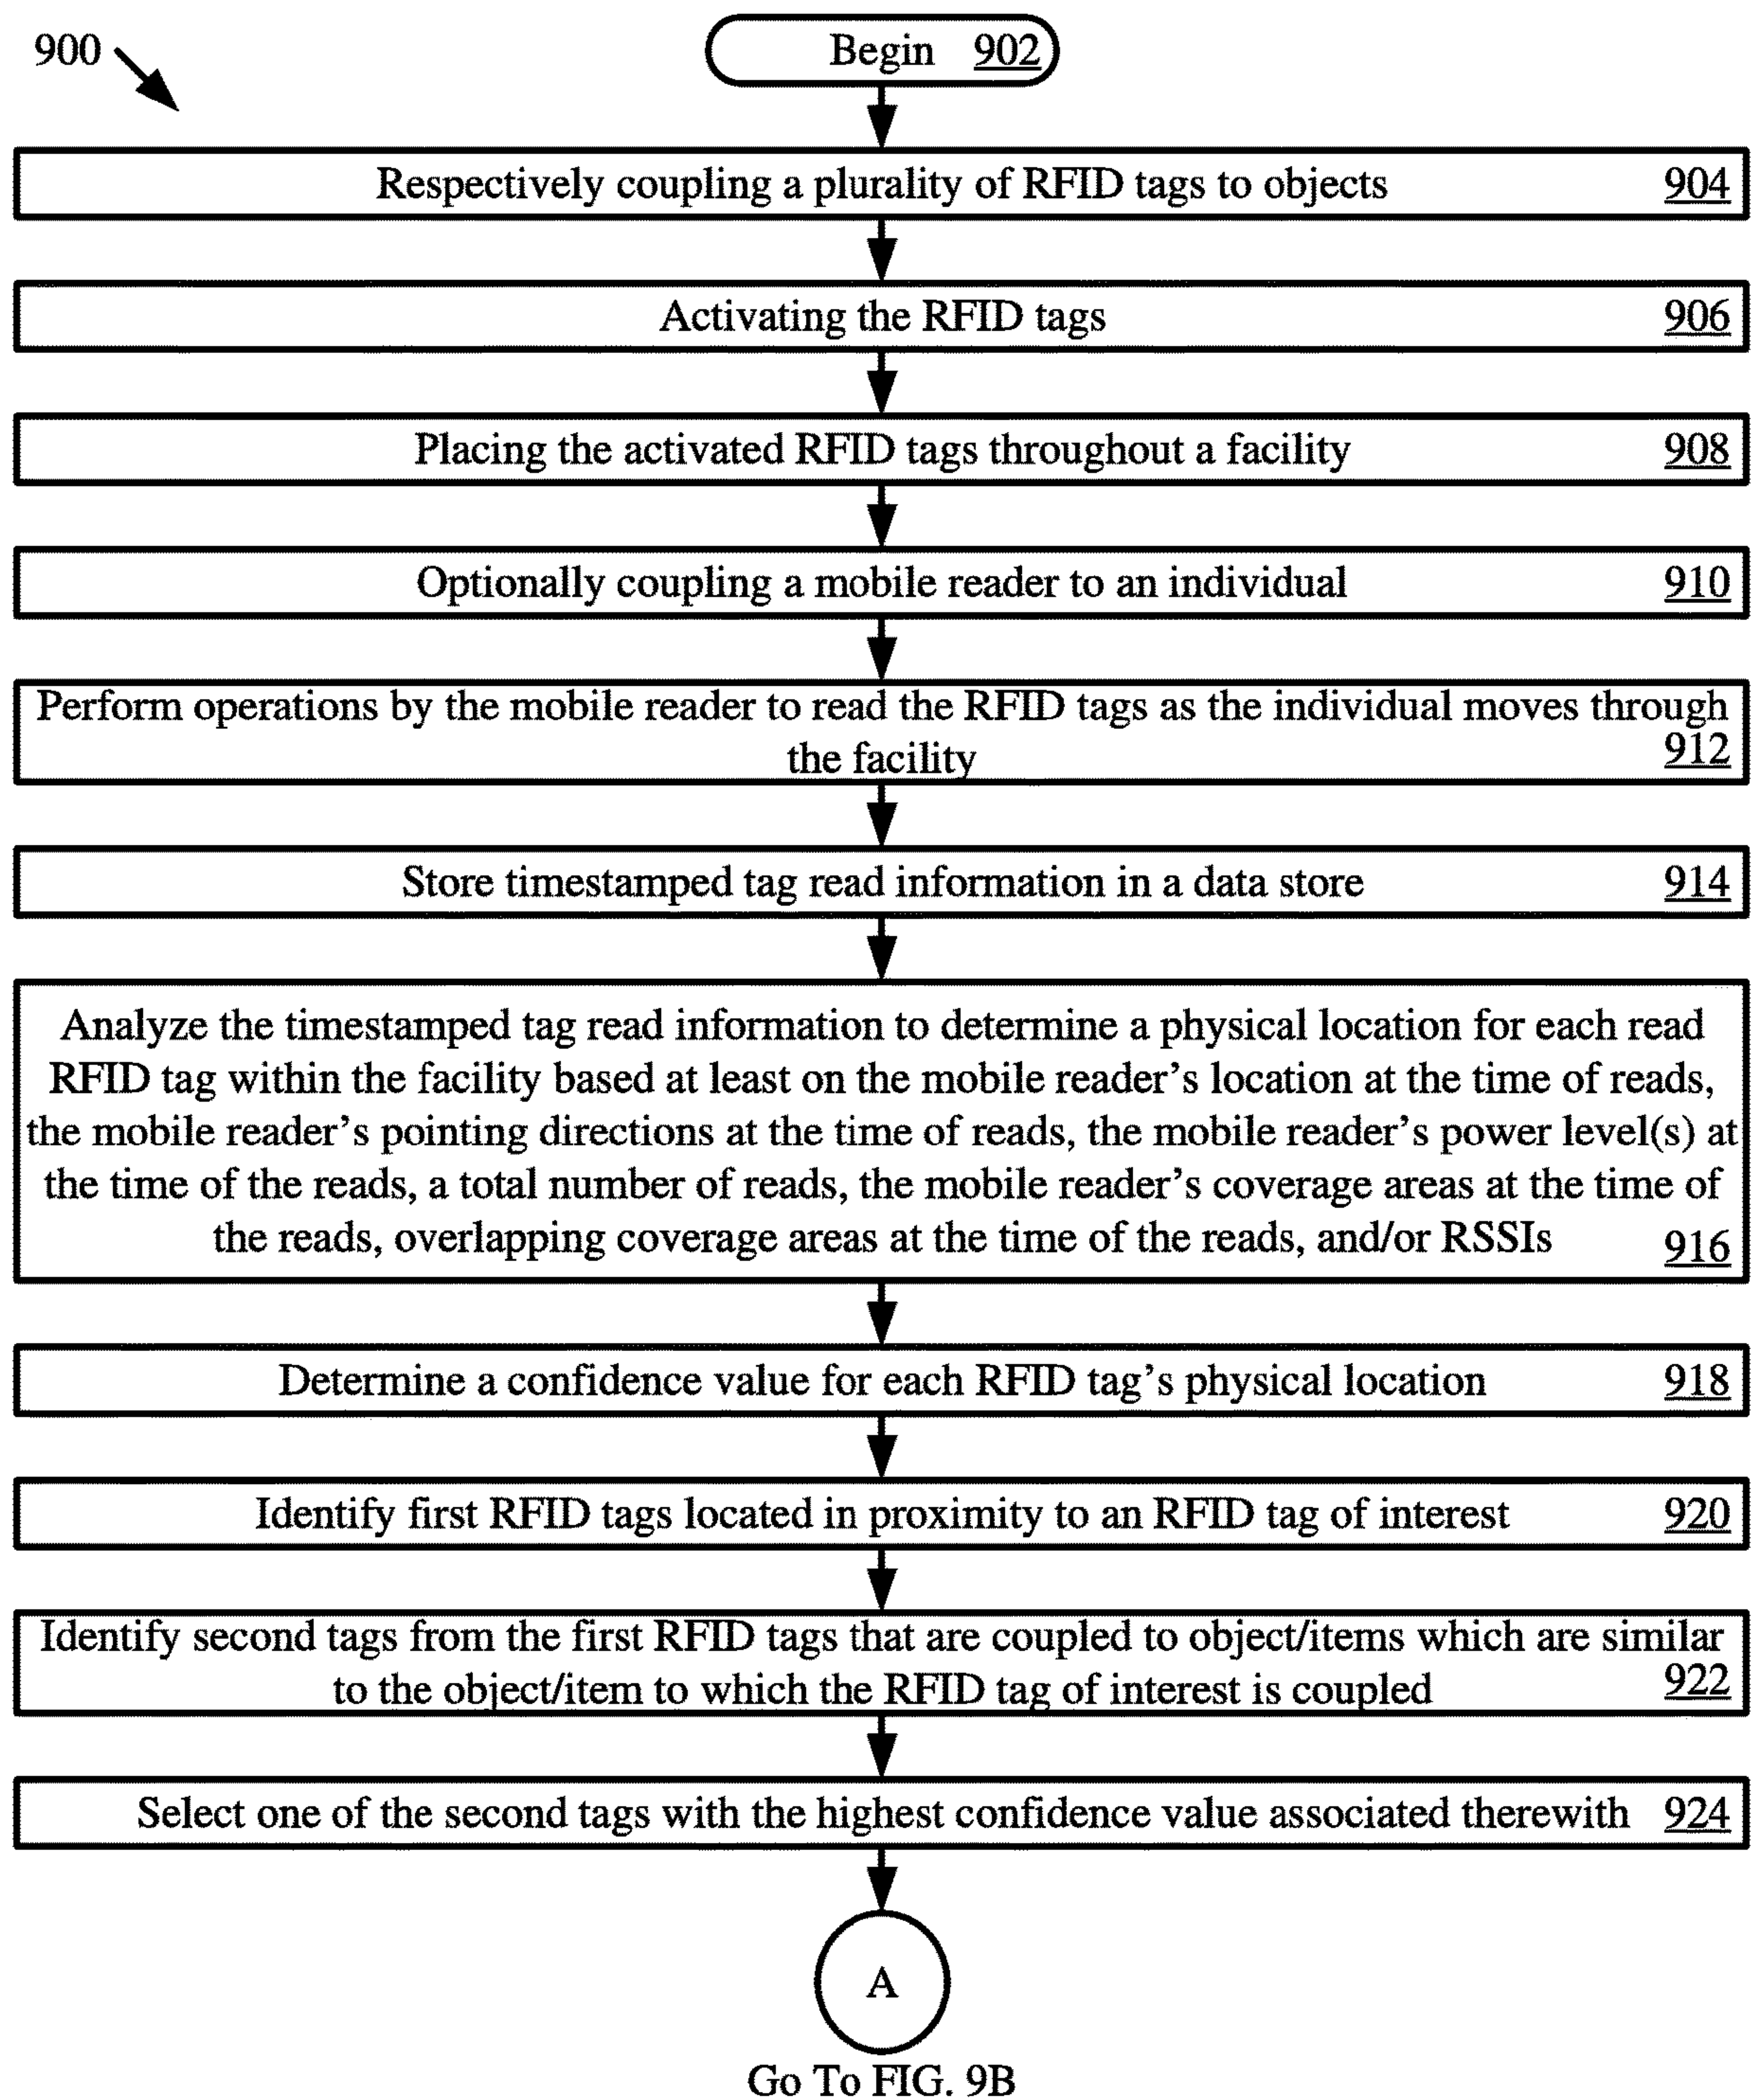 900
Begin 902
Respectively coupling a plurality of RFID tags to objects 904
Activating the RFID tags 906
Placing the activated RFID tags throughout a facility 908
Optionally coupling a mobile reader to an individual 910
Perform operations by the mobile reader to read the RFID tags as the individual moves through
the facility 912
Store timestamped tag read information in a data store 914
Analyze the timestamped tag read information to determine a physical location for each read
RFID tag within the facility based at least on the mobile reader’s location at the time of reads,
the mobile reader’s pointing directions at the time of reads, the mobile reader’s power level(s) at
the time of the reads, a total number of reads, the mobile reader’s coverage areas at the time of
the reads, overlapping coverage areas at the time of the reads, and/or RSSIs 916
Determine a confidence value for each RFID tag’s physical location 918
Identify first RFID tags located in proximity to an RFID tag of interest 920
Identify second tags from the first RFID tags that are coupled to object/items which are similar
to the object/item to which the RFID tag of interest is coupled 922
Select one of the second tags with the highest confidence value associated therewith 924
A
Go To FIG. 9B